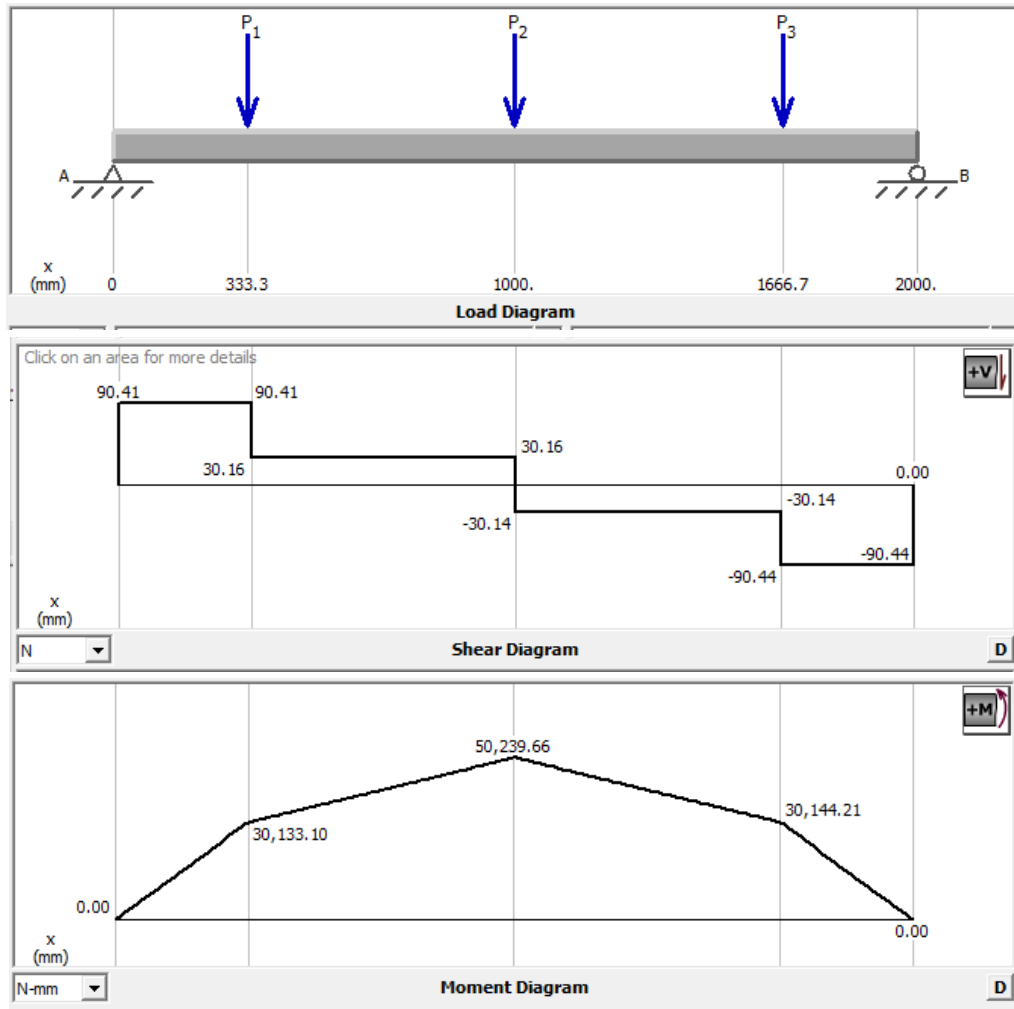 P1 P2 P3
A B
x
(mm) 0 333.3 1000. 1666.7 2000.
Load Diagram
Click on an area for more details
+V
90.41 90.41
30.16 30.16 0.00
-30.14 -30.14
-90.44 -90.44
x
(mm)
N Shear Diagram D
+M
50,239.66
30,133.10 30,144.21
0.00 0.00
x
(mm)
N-mm Moment Diagram D